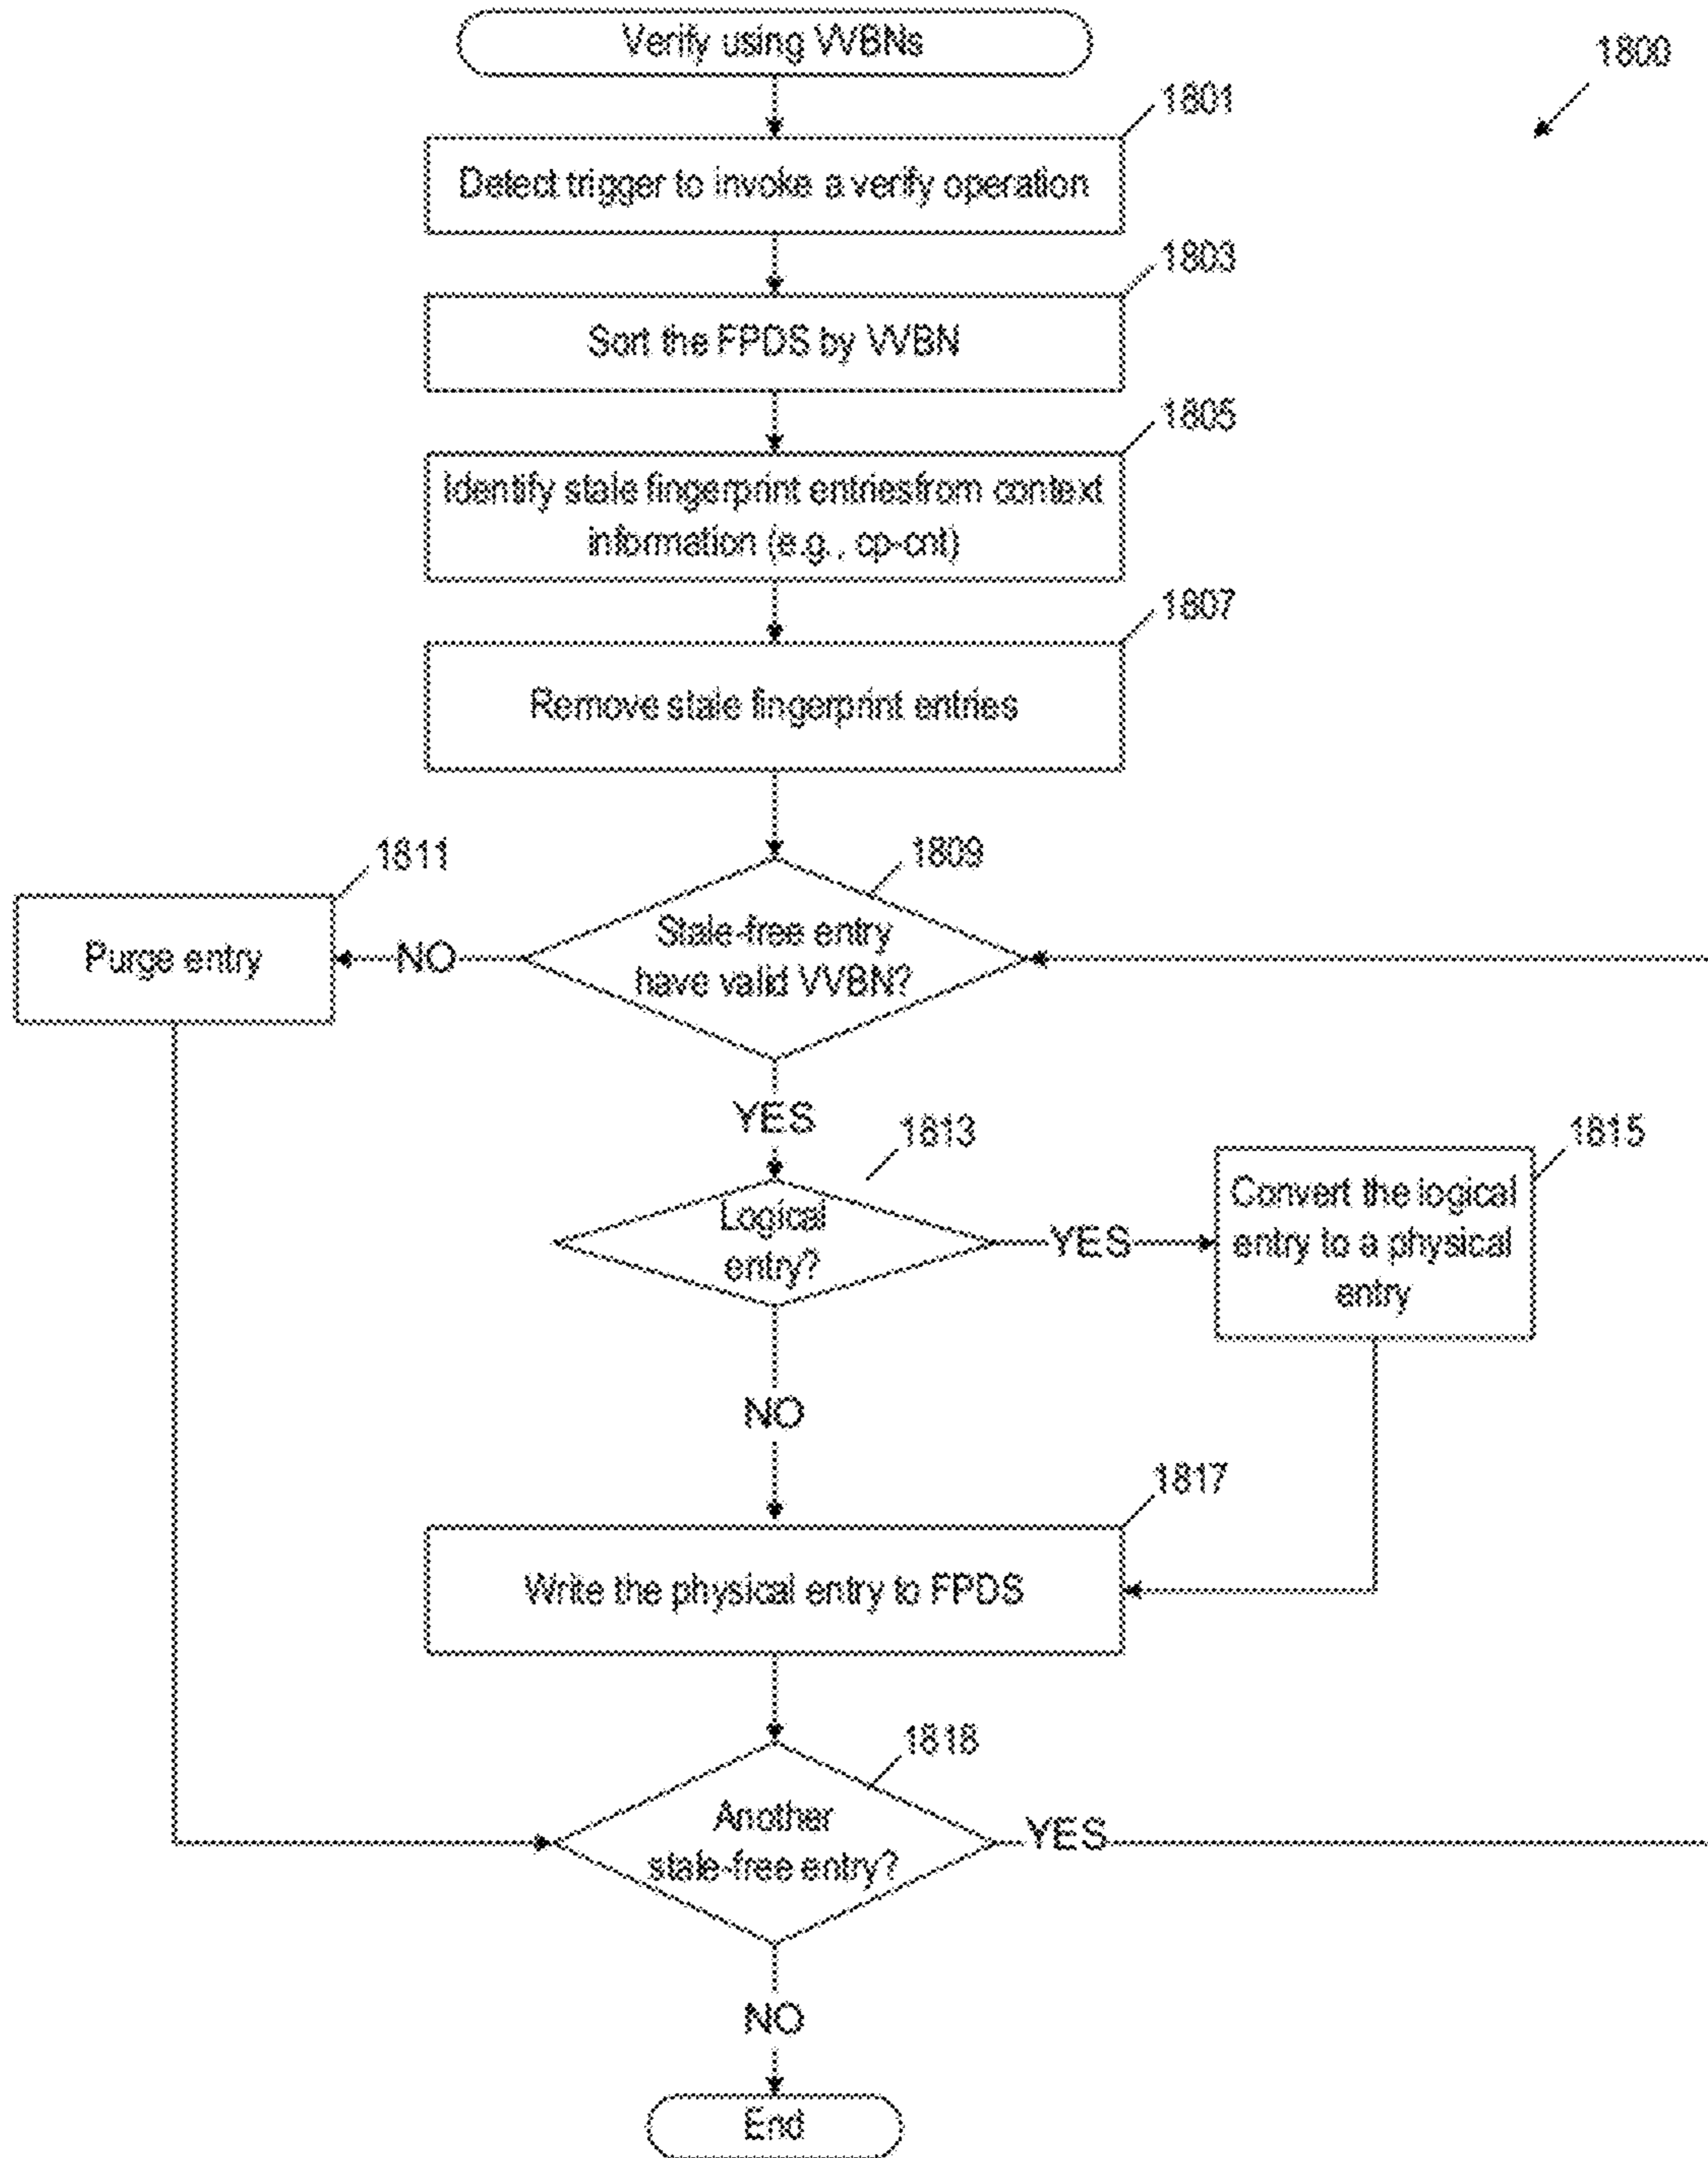 Verify using VVBNs
1800
1801
Detect trigger to invoke a verify operation
1803
Sort the FPDS by VVBN
1805
Identify stale fingerprint entriesfrom context
information (e.g., cp-cnt)
1807
Remove stale fingerprint entries
1811
1809
Purge entry
NO
Stale-free entry
have valid VVBN?
YES
1813
1815
Logical
entry?
YES
Convert the logical
entry to a physical
entry
NO
1817
Write the physical entry to FPDS
1818
Another
stale-free entry?
YES
NO
End